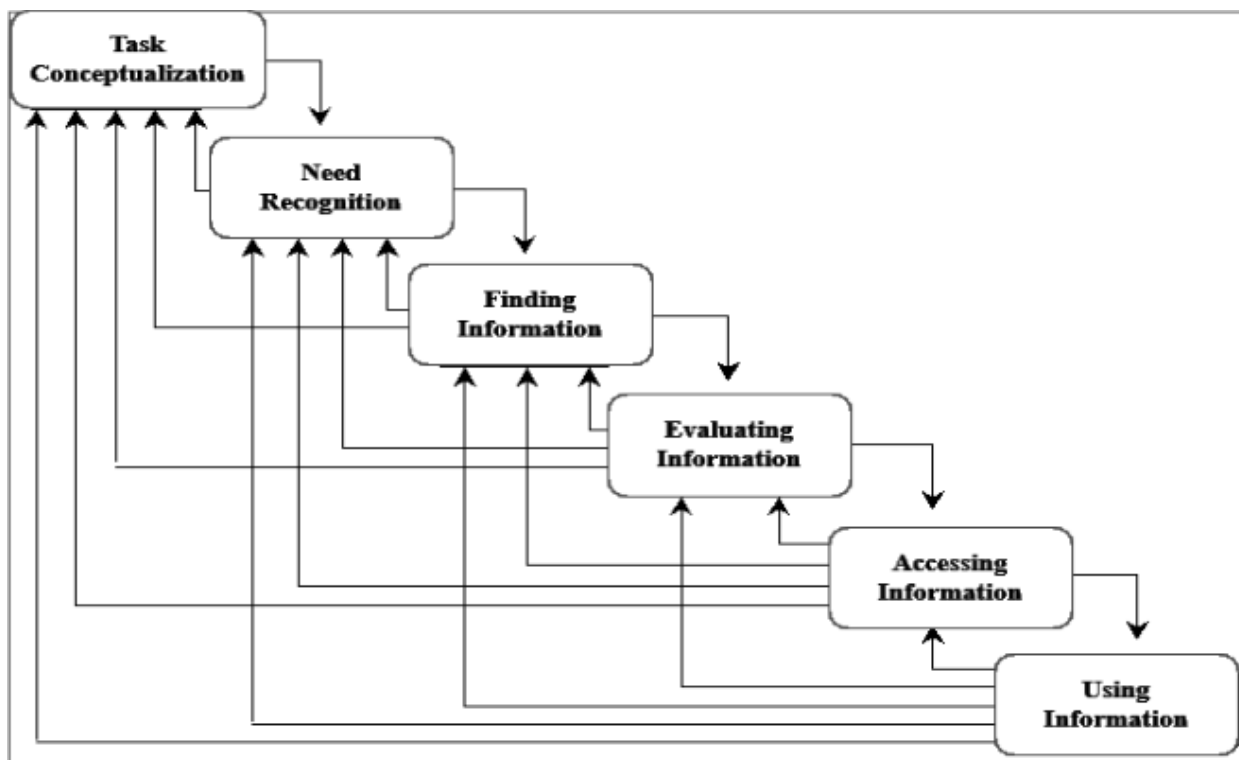 Task
Conceptualization
Need
Recognition
Finding
Information
Evaluating
Information
Accessing
Information
Using
Information